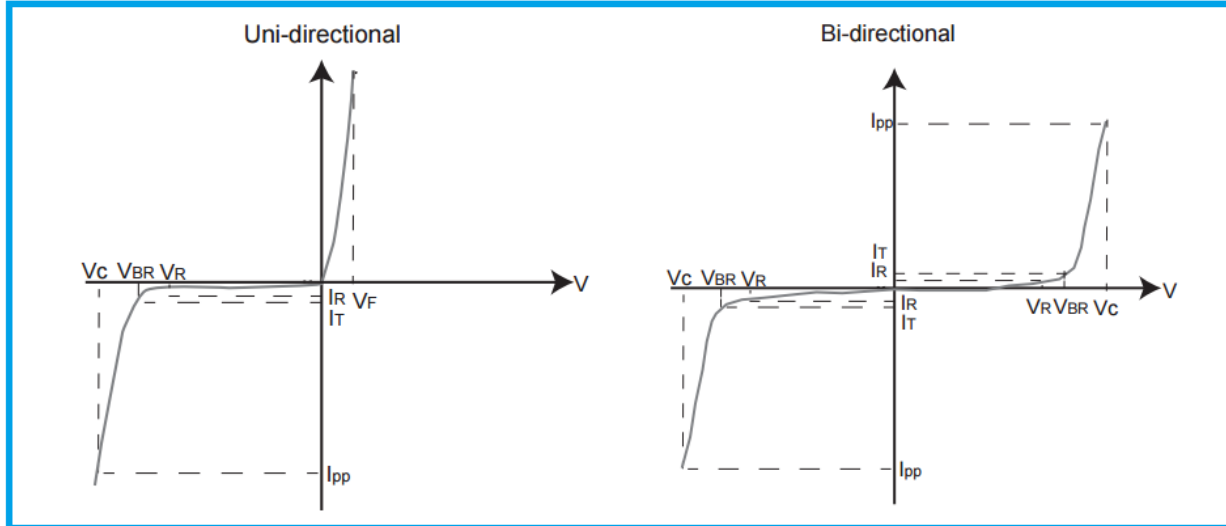 Uni-directional
Vc VBR VR
V
IR VF
IT
Ipp
Bi-directional
Ipp
IT
IR
Vc VBR VR
V
IR
IT
VR VBR Vc
Ipp